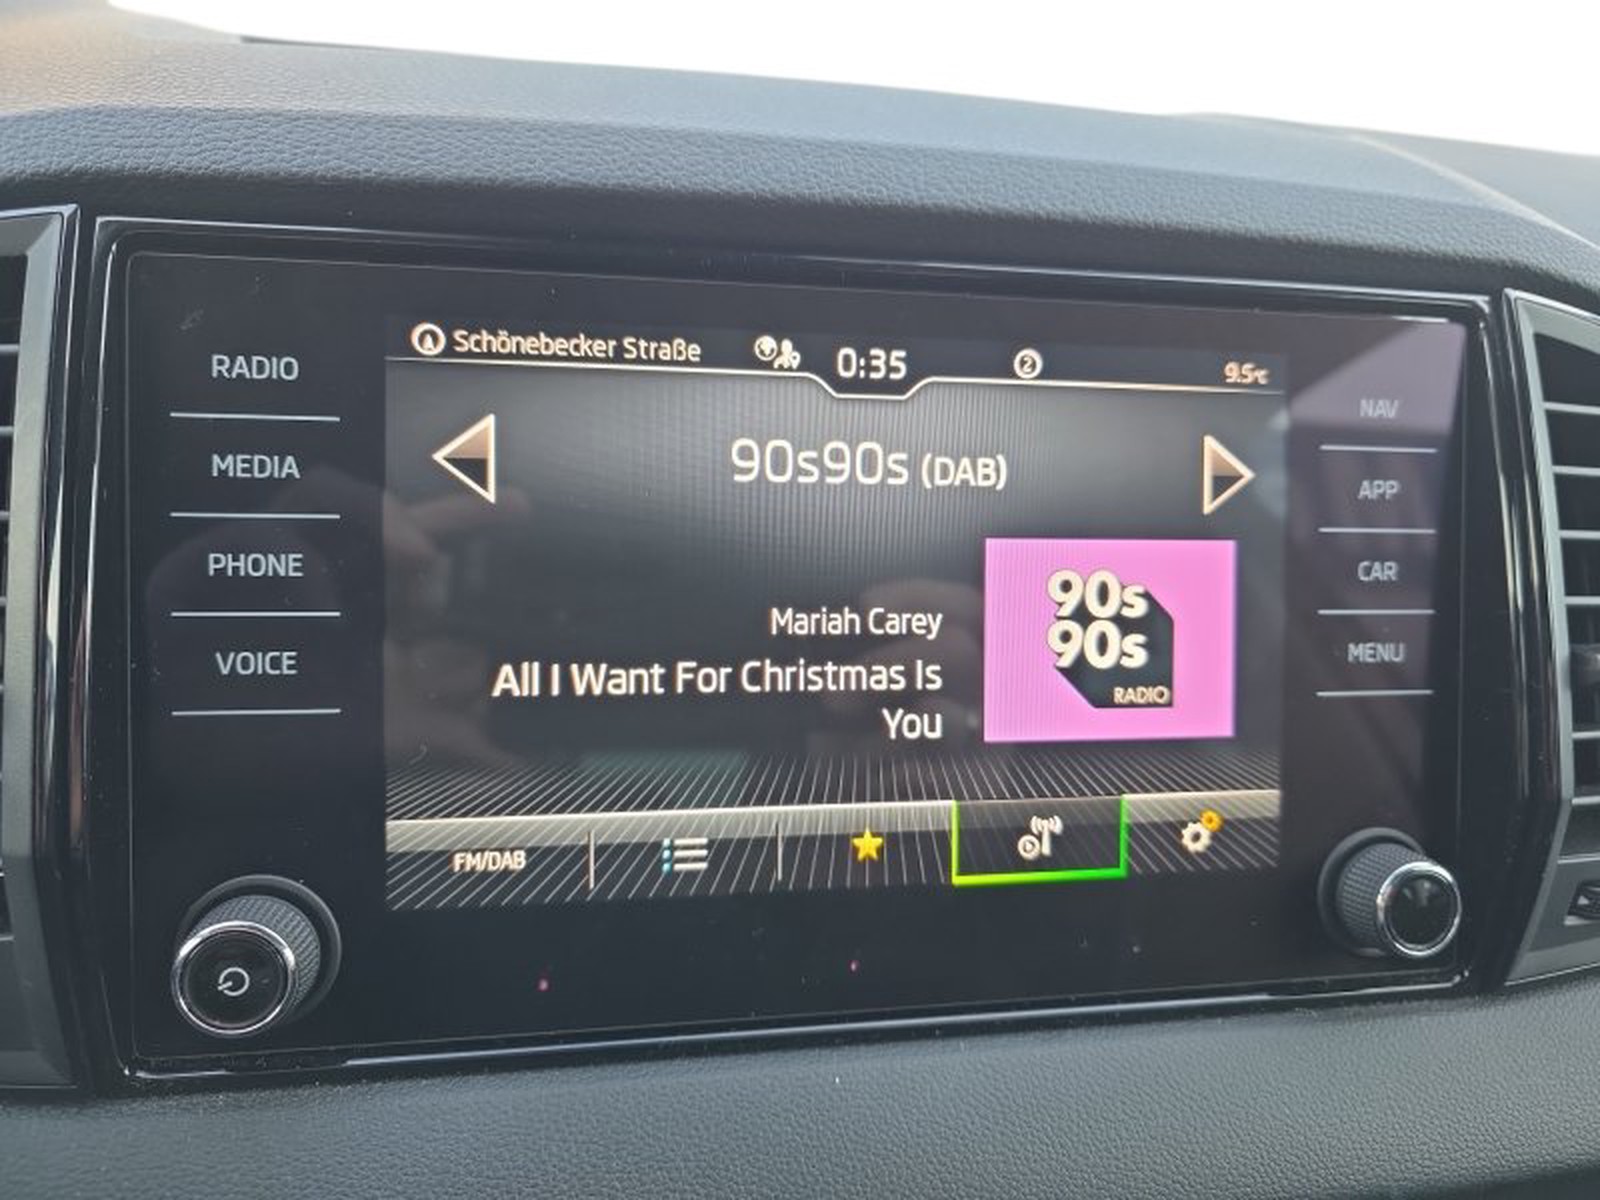 Schönebecker Straße
0:35
2
9.5°C
RADIO
MEDIA
PHONE
VOICE
90s90s (DAB)
Mariah Carey
All I Want For Christmas Is
You
90s
90s
RADIO
FM/DAB
NAV
APP
CAR
MENU